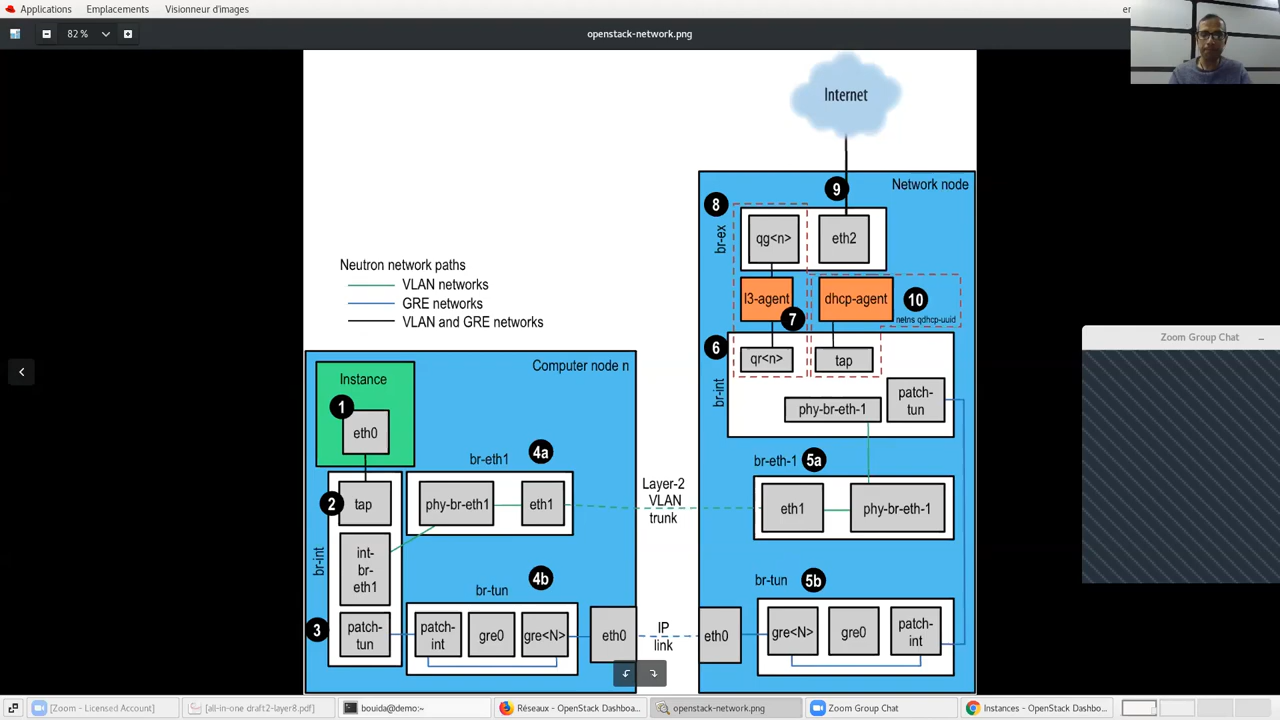 Applications Emplacements Visionneur d'images
82 %
openstack-network.png
Internet
Network node
9
8
br-ex
qg<n>
eth2
l3-agent
dhcp-agent
10
netns qdhcp-uuid
7
6
br-int
qr<n>
tap
phy-br-eth-1
patch-
tun
Neutron network paths
VLAN networks
GRE networks
VLAN and GRE networks
Zoom Group Chat
Computer node n
Instance
1
eth0
2
tap
br-int
int-
br-
eth1
3
patch-
tun
br-eth1
4a
phy-br-eth1
eth1
Layer-2
VLAN
trunk
br-eth-1
5a
eth1
phy-br-eth-1
br-tun
4b
patch-
int
gre0
gre<N>
eth0
IP
link
eth0
br-tun
5b
gre<N>
gre0
patch-
int
[Zoom - Licensed Account]
[all-in-one draft2-layer8.pdf]
bouida@demo:~
Réseaux - OpenStack Dashboa...
openstack-network.png
Zoom Group Chat
Instances - OpenStack Dashboar...